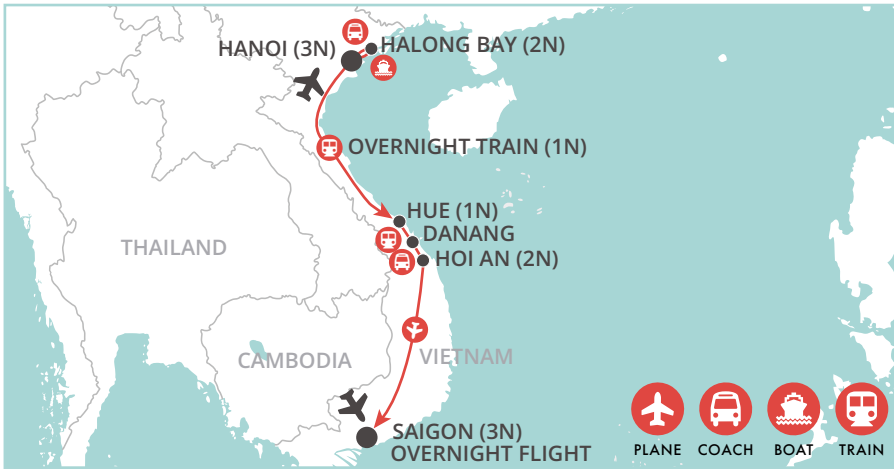 HANOI (3N)
HALONG BAY (2N)
OVERNIGHT TRAIN (1N)
HUE (1N)
DANANG
HOI AN (2N)
THAILAND
CAMBODIA
VIETNAM
SAIGON (3N)
OVERNIGHT FLIGHT
PLANE
COACH
BOAT
TRAIN